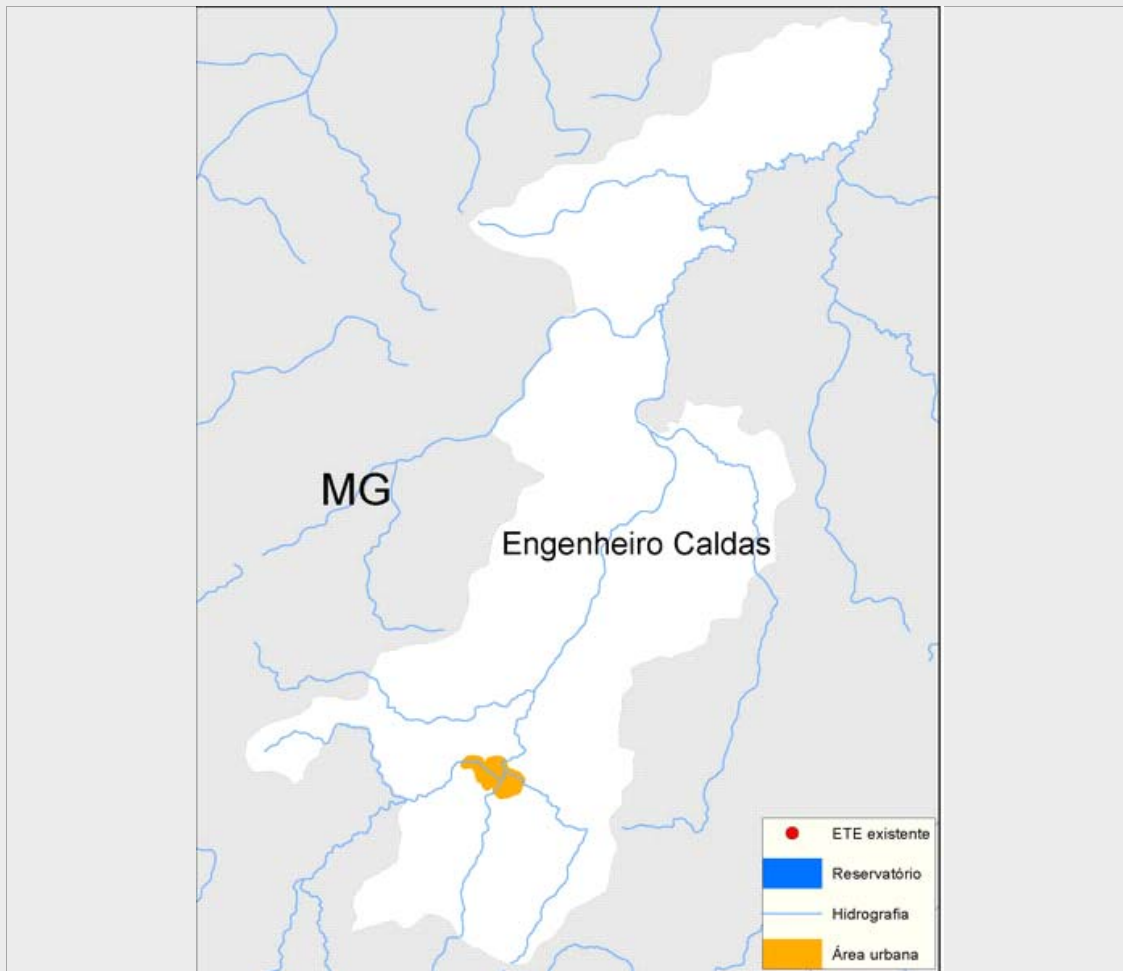 MG
Engenheiro Caldas
ETE existente
Reservatório
Hidrografia
Área urbana